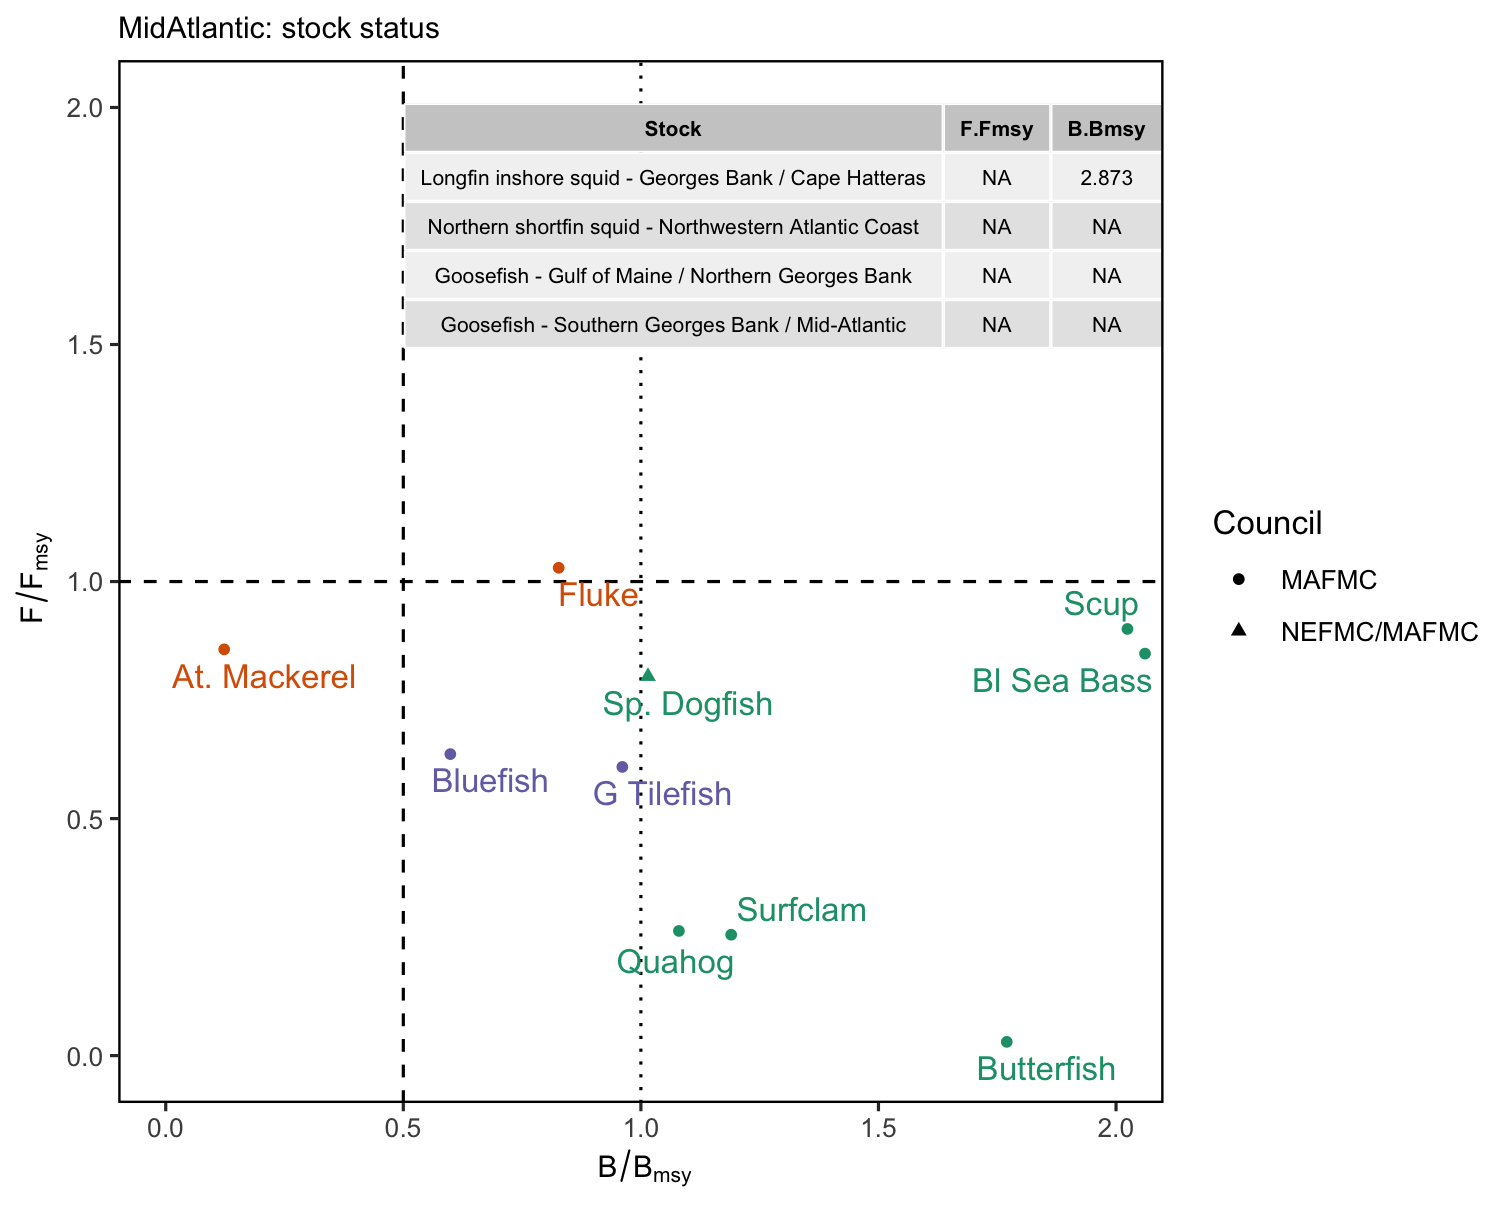 MidAtlantic: stock status
2.0
Stock F.Fmsy B.Bmsy
Longfin inshore squid - Georges Bank / Cape Hatteras NA 2.873
Northern shortfin squid - Northwestern Atlantic Coast NA NA
Goosefish - Gulf of Maine / Northern Georges Bank NA NA
Goosefish - Southern Georges Bank / Mid-Atlantic NA NA
1.5
Council
MAFMC
NEFMC/MAFMC
F/Fmsy
1.0
Fluke
Scup
At. Mackerel
Bl Sea Bass
Sp. Dogfish
Bluefish
G Tilefish
0.5
Surfclam
Quahog
0.0
Butterfish
0.0 0.5 1.0 1.5 2.0
B/Bmsy